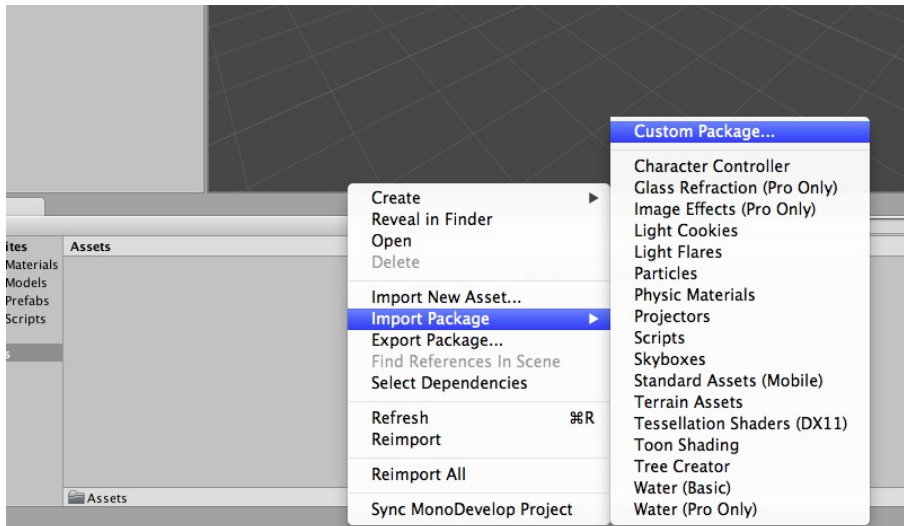 ites
Materials
Models
Prefabs
Scripts
s
Assets
Assets
Create
Reveal in Finder
Open
Delete
Import New Asset...
Import Package
Export Package...
Find References In Scene
Select Dependencies
Refresh ⌘R
Reimport
Reimport All
Sync MonoDevelop Project
Custom Package...
Character Controller
Glass Refraction (Pro Only)
Image Effects (Pro Only)
Light Cookies
Light Flares
Particles
Physic Materials
Projectors
Scripts
Skyboxes
Standard Assets (Mobile)
Terrain Assets
Tessellation Shaders (DX11)
Toon Shading
Tree Creator
Water (Basic)
Water (Pro Only)